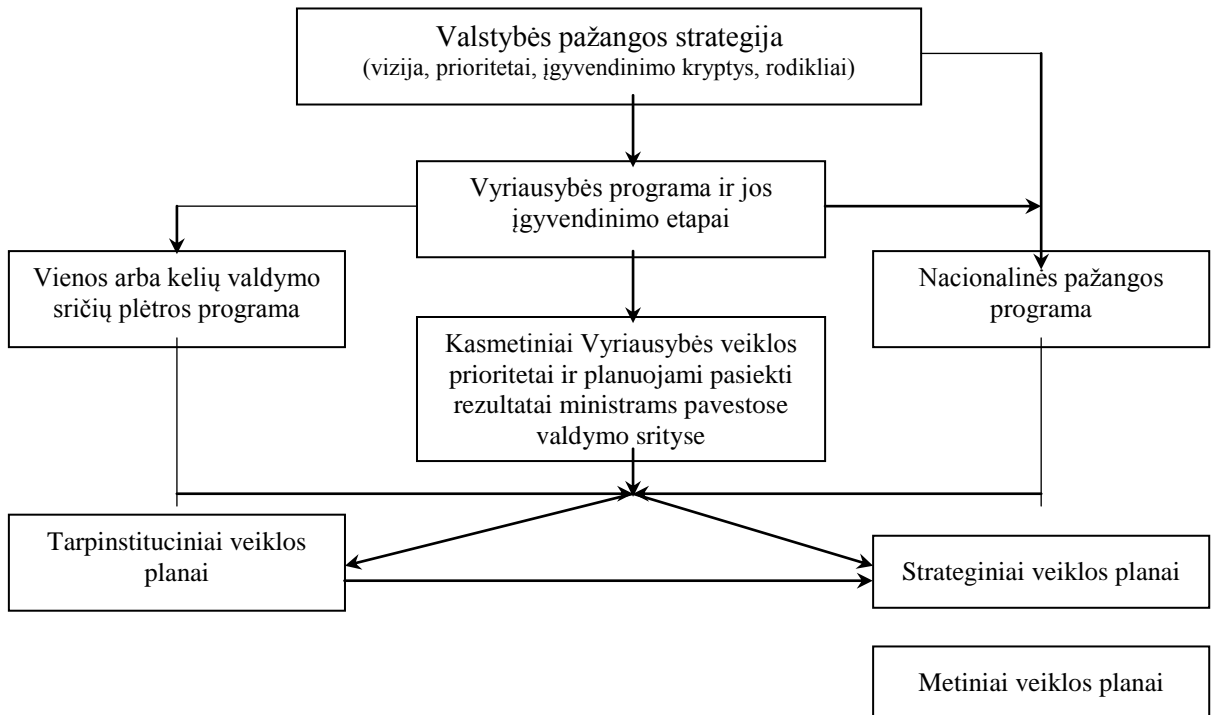 Valstybės pažangos strategija
(vizija, prioritetai, įgyvendinimo kryptys, rodikliai)
Vyriausybės programa ir jos
įgyvendinimo etapai
Vienos arba kelių valdymo
sričių plėtros programa
Nacionalinės pažangos
programa
Kasmetiniai Vyriausybės veiklos
prioritetai ir planuojami pasiekti
rezultatai ministrams pavestose
valdymo srityse
Tarpinstituciniai veiklos
planai
Strateginiai veiklos planai
Metiniai veiklos planai